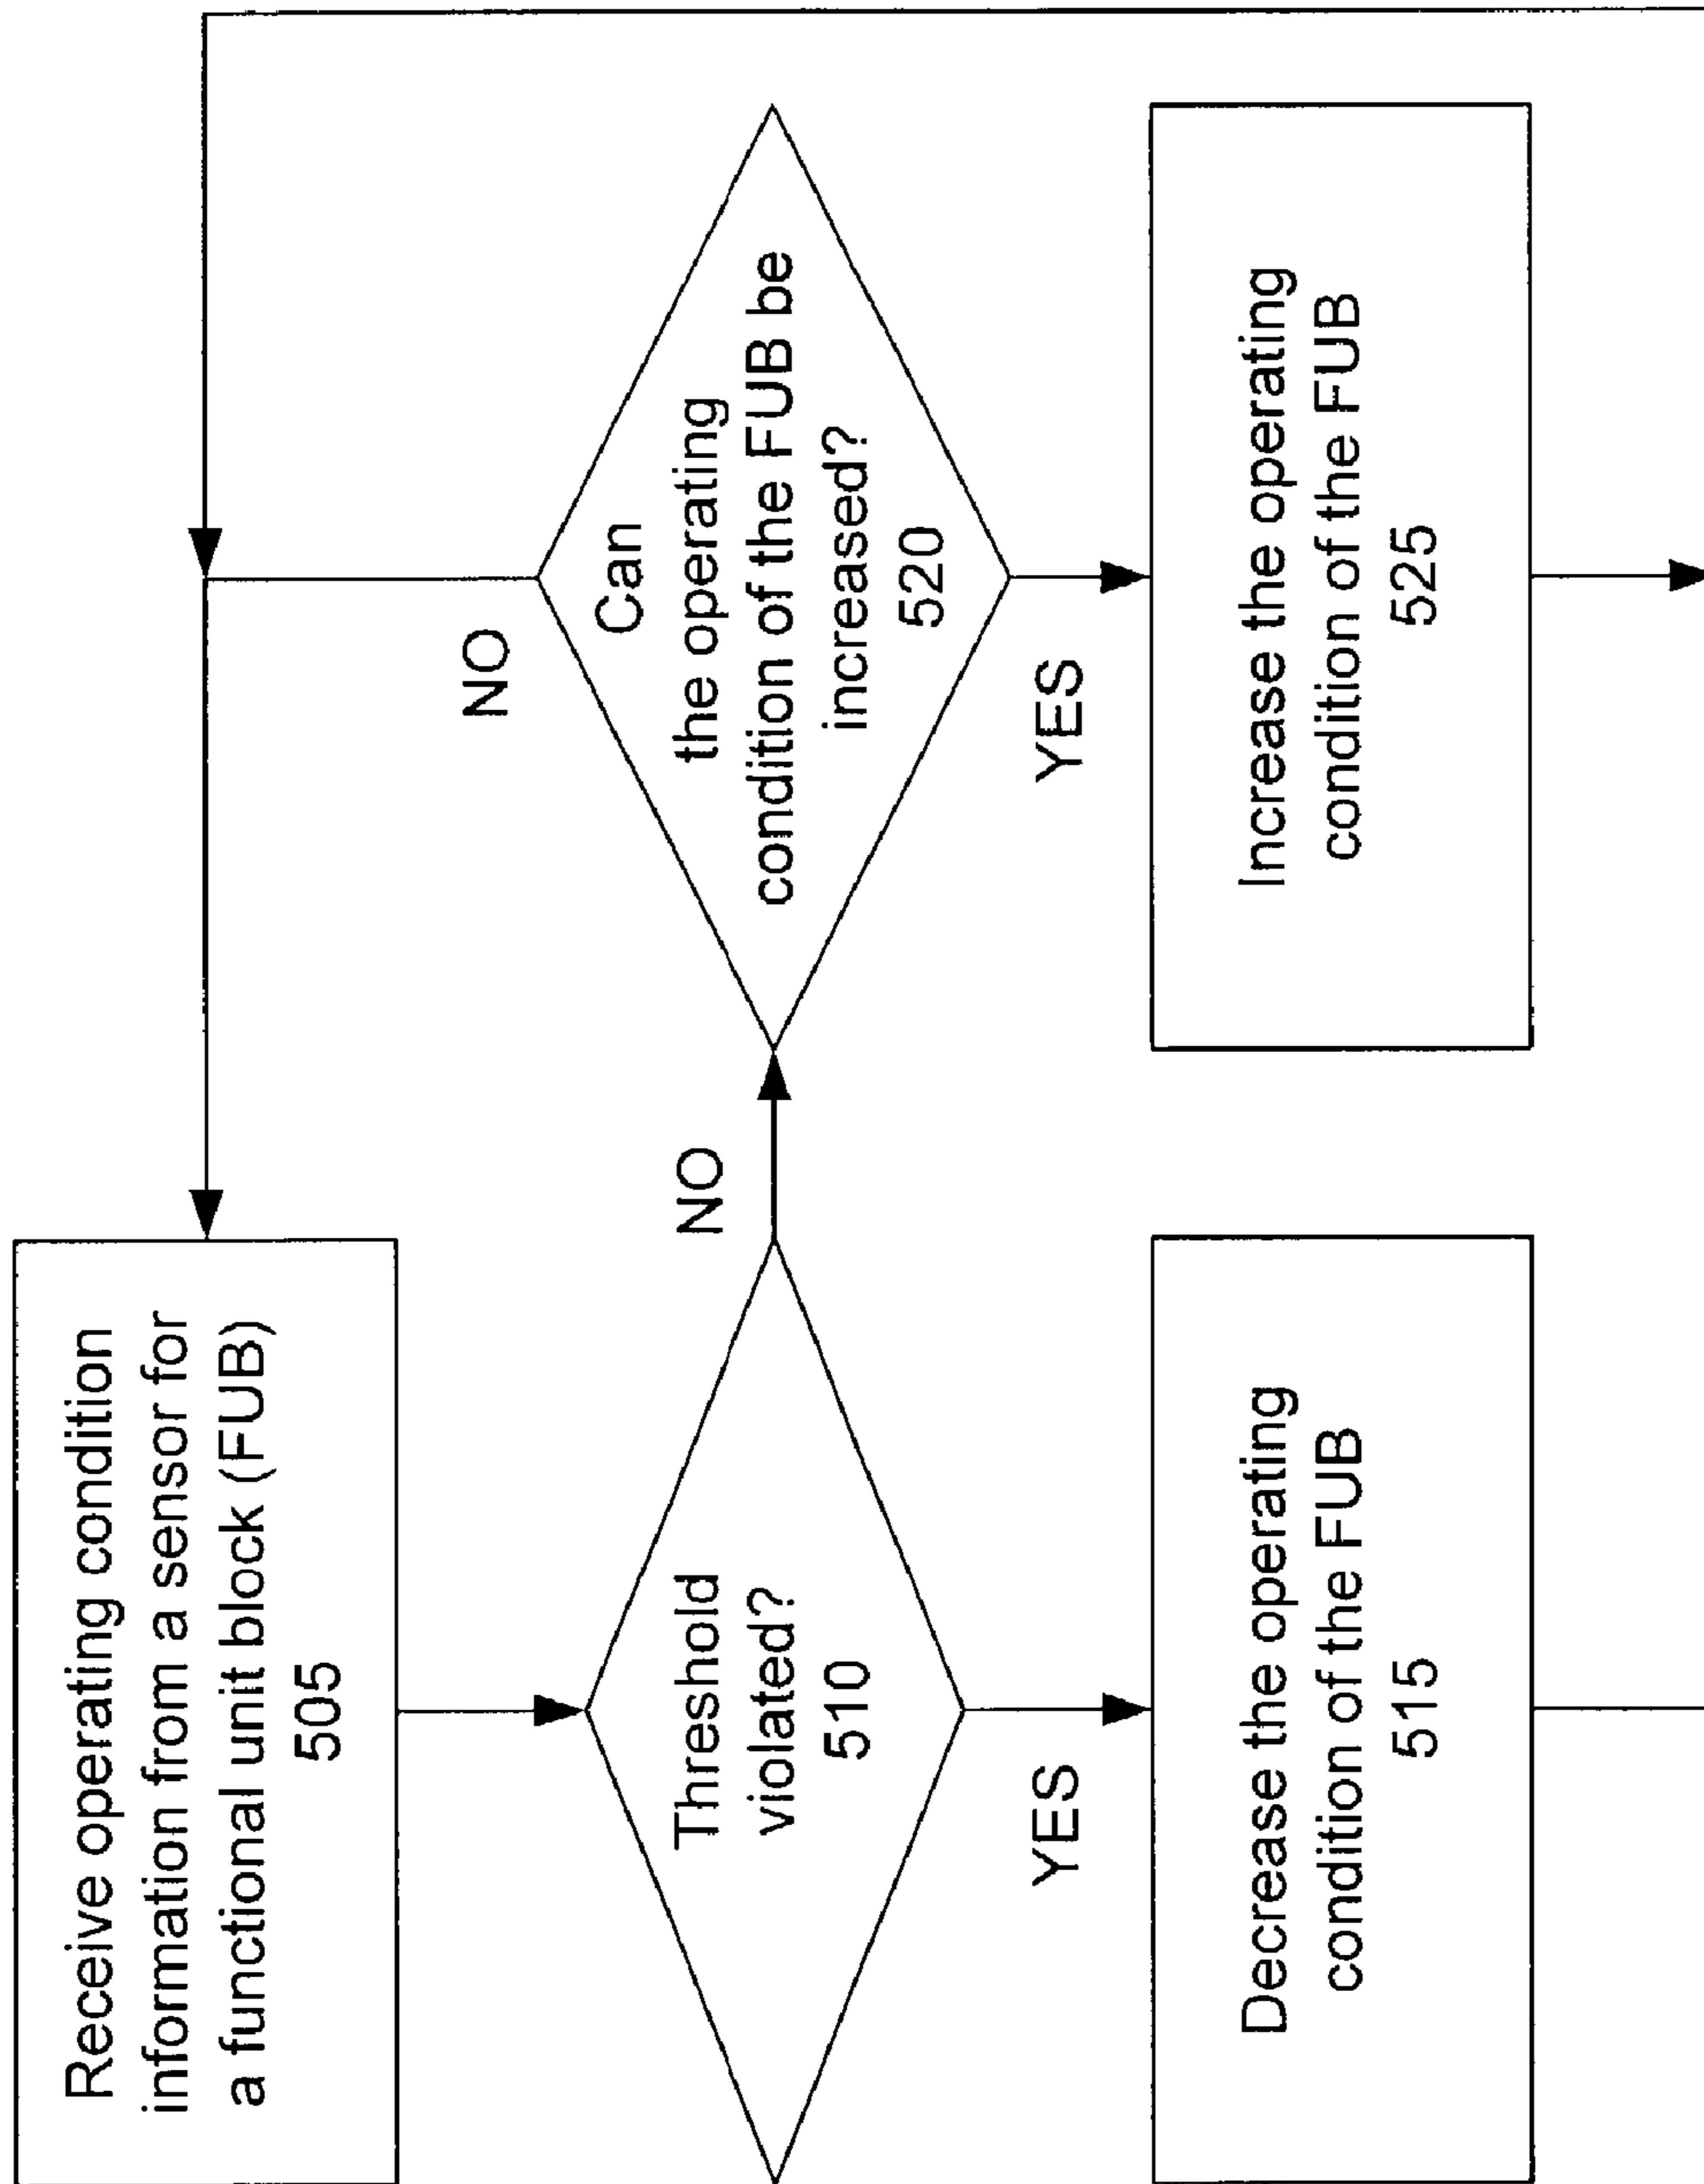 Receive operating condition
information from a sensor for
a functional unit block (FUB)
505
Threshold
violated?
510
NO
YES
Decrease the operating
condition of the FUB
515
Can
the operating
condition of the FUB be
increased?
520
NO
YES
Increase the operating
condition of the FUB
525